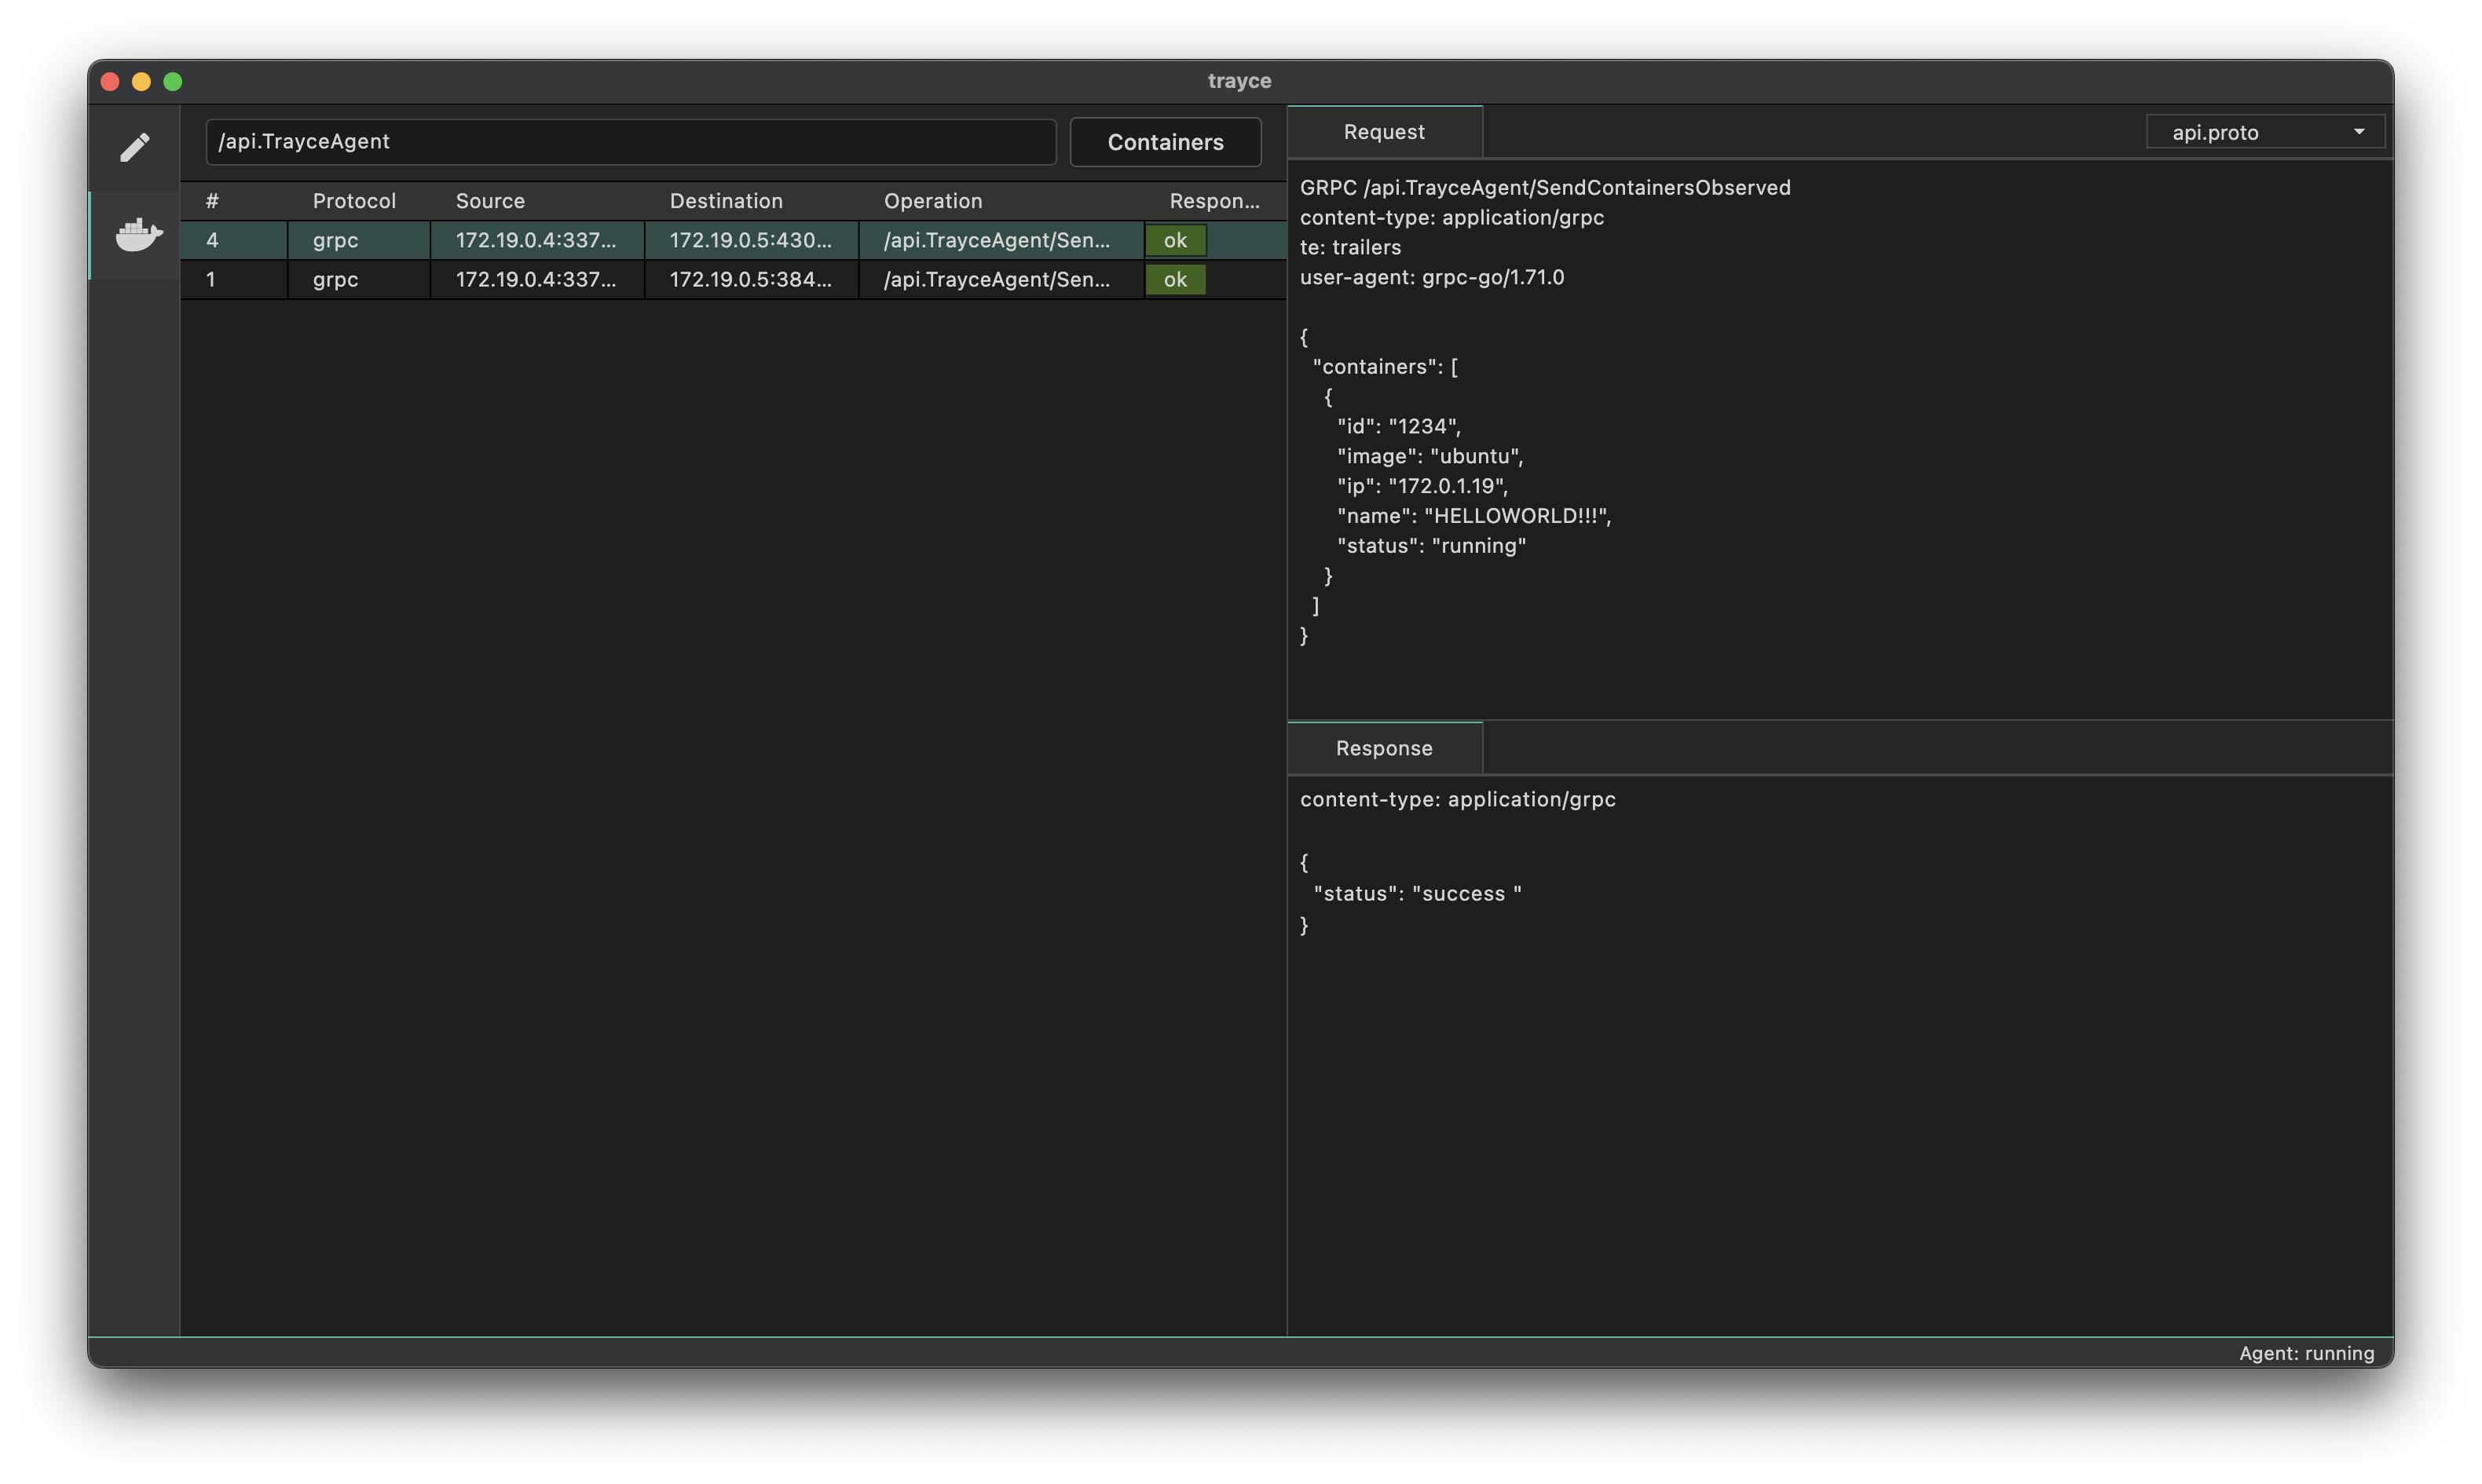 trayce
/api.TrayceAgent
Containers
# Protocol Source Destination Operation Respon...
4 grpc 172.19.0.4:337... 172.19.0.5:430... /api.TrayceAgent/Sen... ok
1 grpc 172.19.0.4:337... 172.19.0.5:384... /api.TrayceAgent/Sen... ok
Request
api.proto
GRPC /api.TrayceAgent/SendContainersObserved
content-type: application/grpc
te: trailers
user-agent: grpc-go/1.71.0
{
"containers": [
{
"id": "1234",
"image": "ubuntu",
"ip": "172.0.1.19",
"name": "HELLOWORLD!!!",
"status": "running"
}
]
}
Response
content-type: application/grpc
{
"status": "success "
}
Agent: running